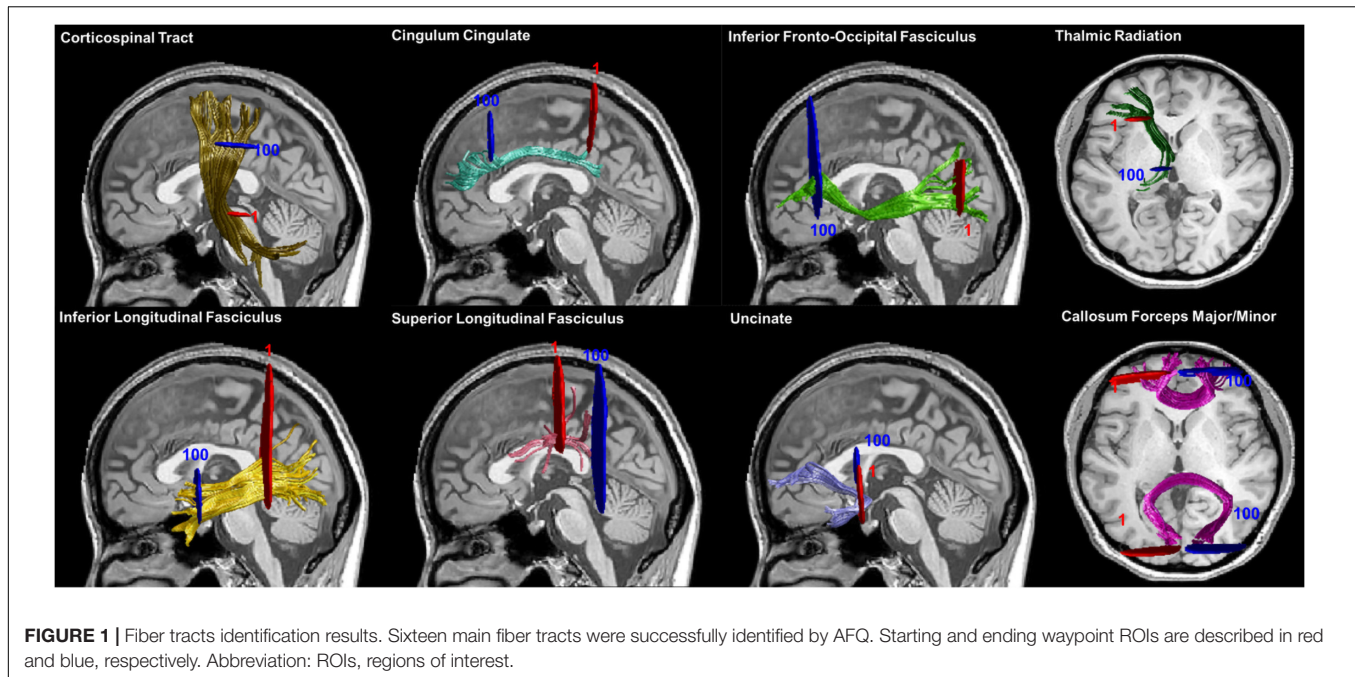 Corticospinal Tract
100
1
Cingulum Cingulate
100
1
Inferior Fronto-Occipital Fasciculus
100
1
Thalmic Radiation
1
100
Inferior Longitudinal Fasciculus
1
100
Superior Longitudinal Fasciculus
1
100
Uncinate
100
1
Callosum Forceps Major/Minor
1
100
1
100
FIGURE 1 | Fiber tracts identification results. Sixteen main fiber tracts were successfully identified by AFQ. Starting and ending waypoint ROIs are described in red
and blue, respectively. Abbreviation: ROIs, regions of interest.